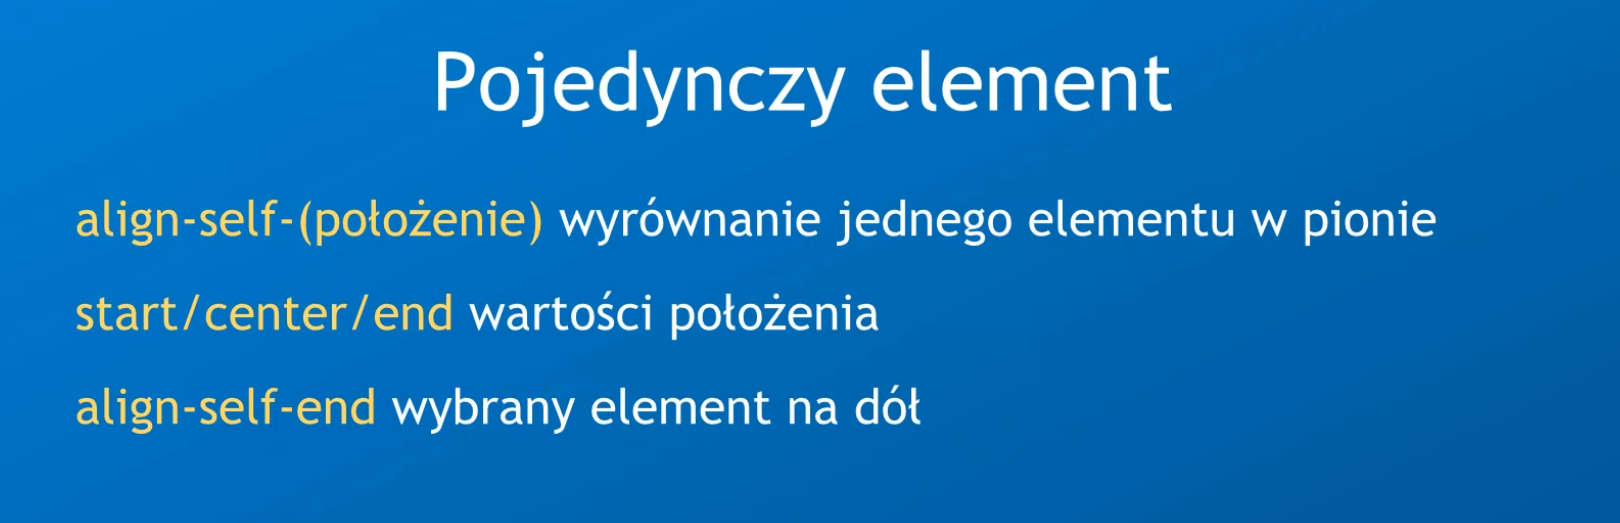 Pojedynczy element
align-self-(położenie) wyrównanie jednego elementu w pionie
start/center/end wartości położenia
align-self-end wybrany element na dół